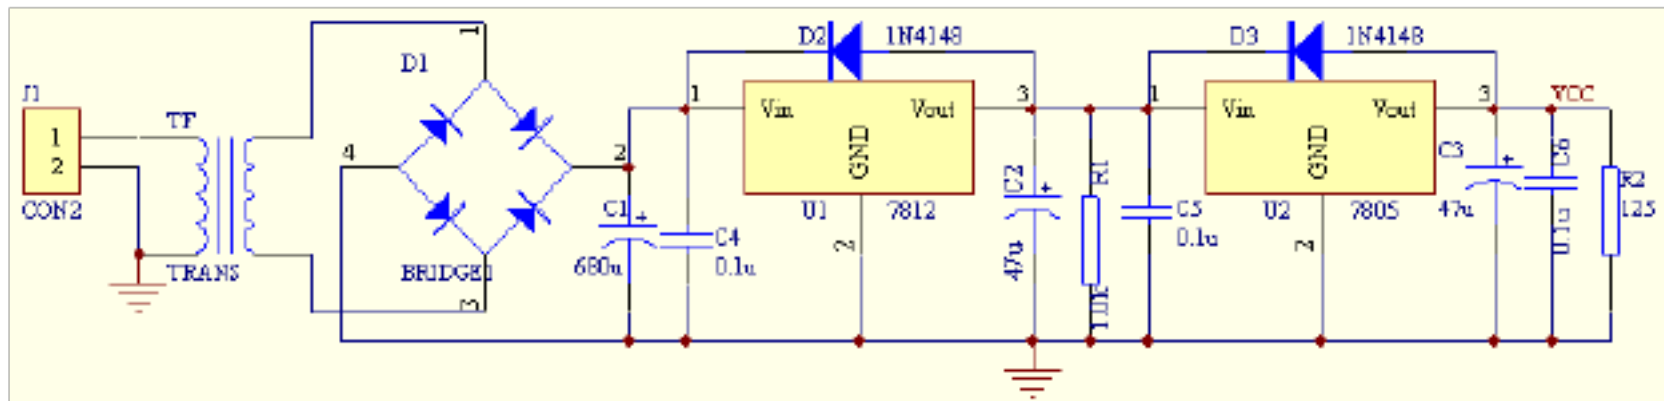 J1
1
2
CON2
TF
TRANS
D1
1
4
2
3
BRIDGE1
C1
680u
C4
0.1u
D2
1N4148
1
Vin
Vout
3
GND
U1
7812
2
C2
47u
R1
D3
1N4148
1
Vin
Vout
3
GND
U2
7805
2
C5
0.1u
C3
47u
VCC
C6
0.1u
R2
125